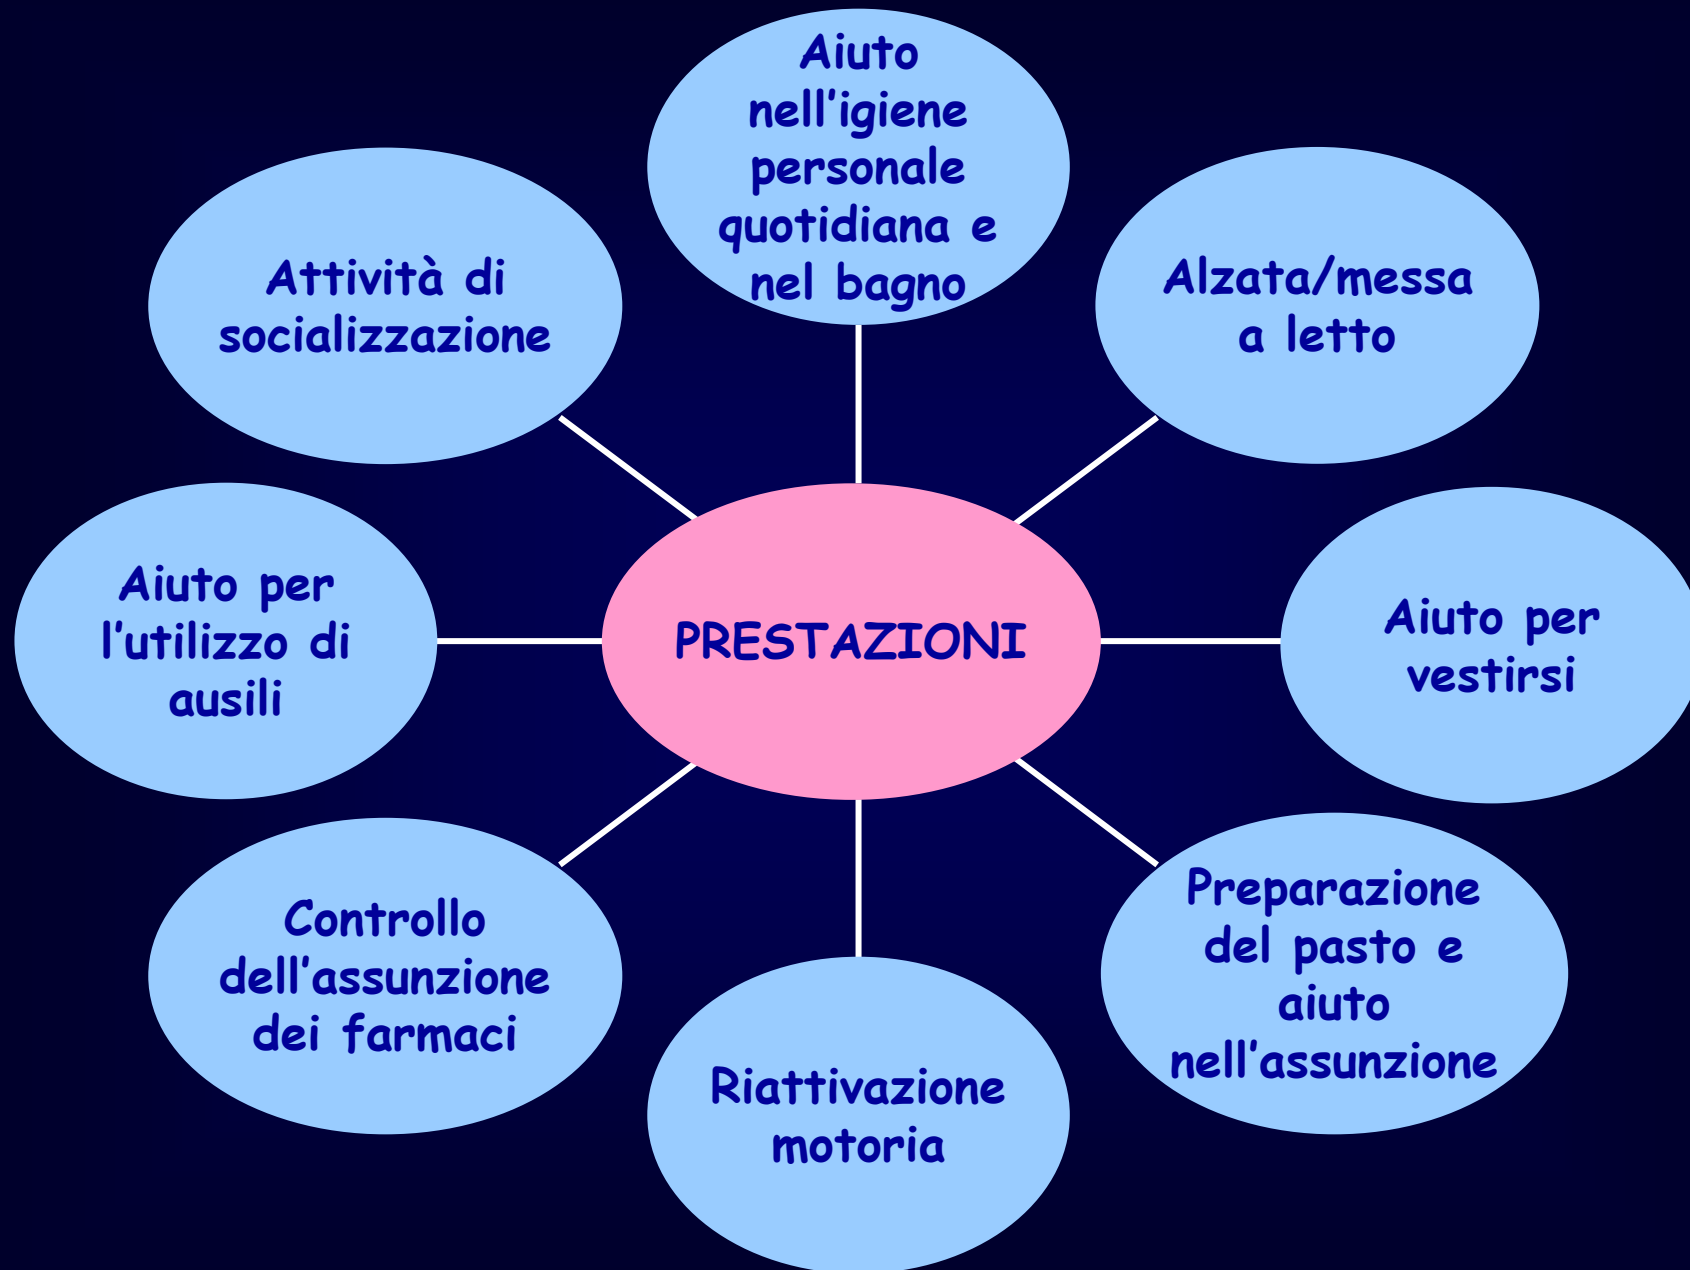 Aiuto
nell'igiene
personale
quotidiana e
nel bagno
Alzata/messa
a letto
Aiuto per
vestirsi
Preparazione
del pasto e
aiuto
nell'assunzione
Riattivazione
motoria
Controllo
dell'assunzione
dei farmaci
Aiuto per
l'utilizzo di
ausili
Attività di
socializzazione
PRESTAZIONI